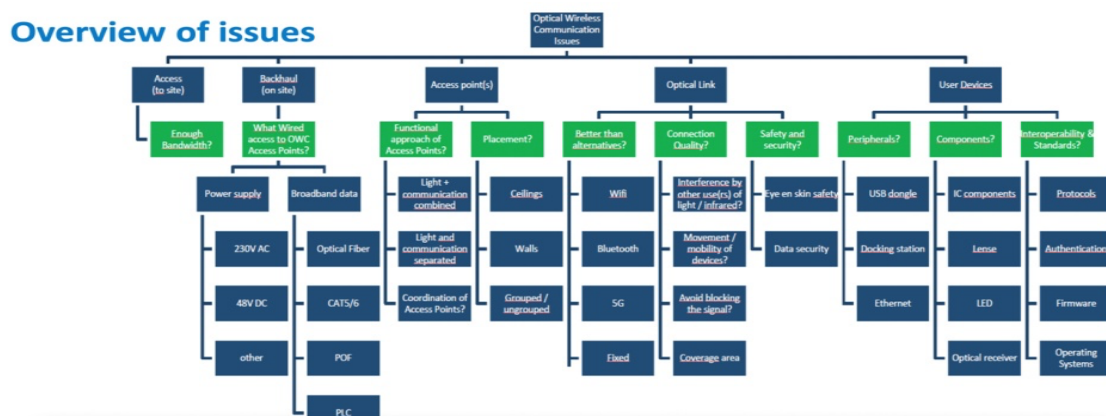 Overview of issues
Optical Wireless
Communication
Issues
Access
(to site)
Backhaul
(on site)
Access point(s)
Optical Link
User Devices
Enough
Bandwidth?
What Wired
access to OWC
Access Points?
Functional
approach of
Access Points?
Placement?
Better than
alternatives?
Connection
Quality?
Safety and
security?
Peripherals?
Components?
Interoperability &
Standards?
Power supply
Broadband data
Light +
communication
combined
Ceilings
Wifi
Interference by
other use(rs) of
light / infrared?
Eye en skin safety
USB dongle
IC components
Protocols
230V AC
Optical Fiber
Light and
communication
separated
Walls
Bluetooth
Movement /
mobility of
devices?
Data security
Docking station
Lense
Authentication
48V DC
CAT5/6
Coordination of
Access Points?
Grouped /
ungrouped
5G
Avoid blocking
the signal?
Ethernet
LED
Firmware
other
POF
Fixed
Coverage area
Optical receiver
Operating
Systems
PLC